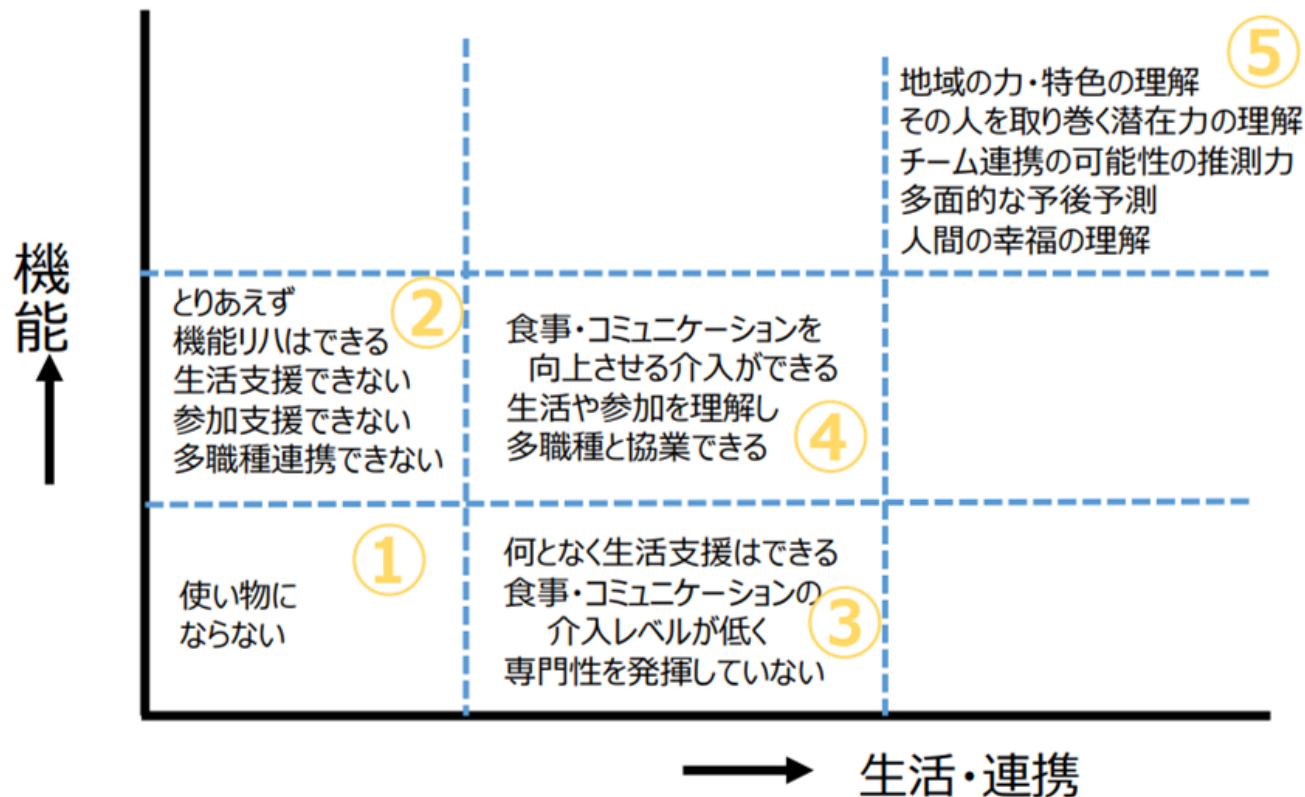 ⑤
地域の力・特色の理解
その人を取り巻く潜在力の理解
チーム連携の可能性の推測力
多面的な予後予測
人間の幸福の理解
機能
②
とりあえず
機能リハはできる
生活支援できない
参加支援できない
多職種連携できない
食事・コミュニケーションを
向上させる介入ができる
生活や参加を理解し
多職種と協業できる
④
①
使い物に
ならない
何となく生活支援はできる
食事・コミュニケーションの
介入レベルが低く
専門性を発揮していない
③
生活・連携